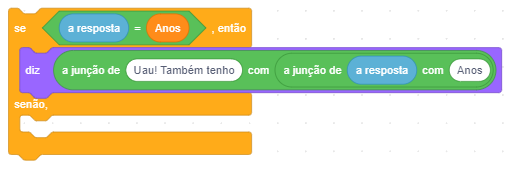 se a resposta = Anos , então
diz a junção de Uau! Também tenho com a junção de a resposta com Anos
senão,